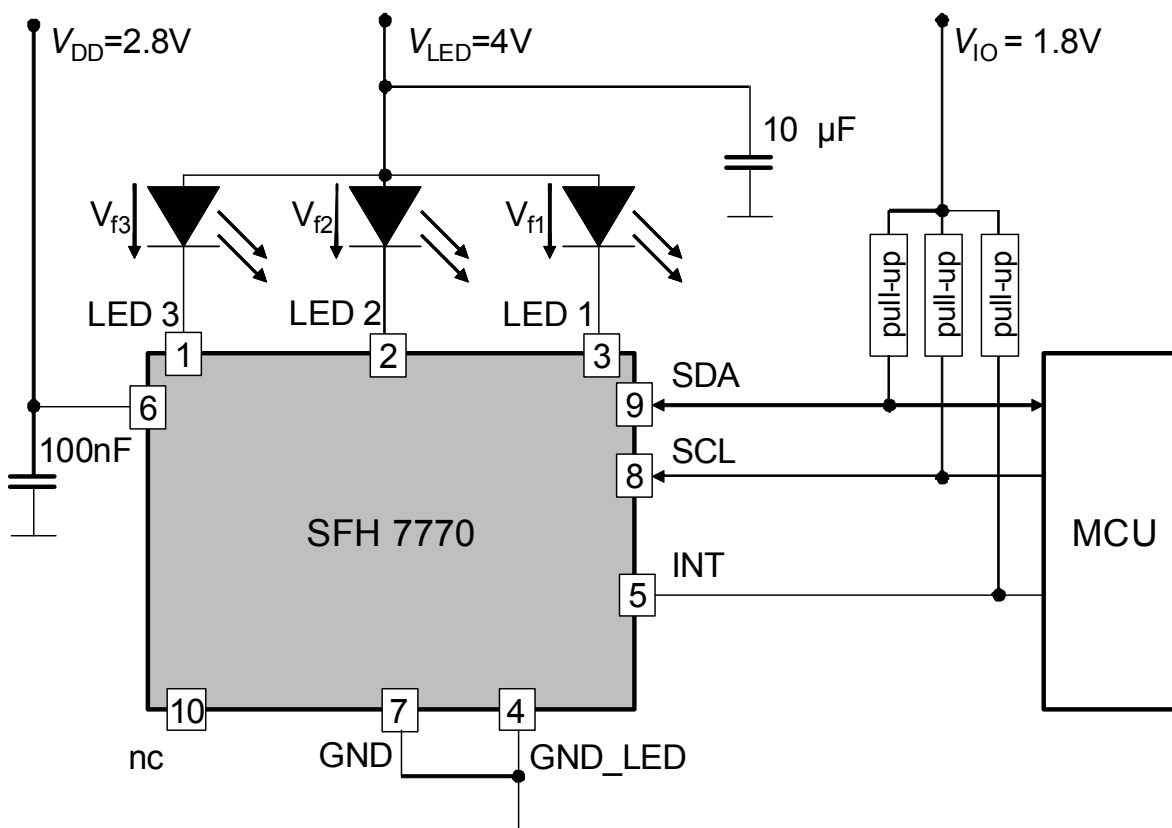 VDD=2.8V
VLED=4V
VIO = 1.8V
10 µF
Vf3
Vf2
Vf1
pull-up
pull-up
pull-up
LED 3
LED 2
LED 1
1
2
3
6
9
SDA
100nF
8
SCL
SFH 7770
MCU
INT
5
10
7
4
nc
GND
GND_LED